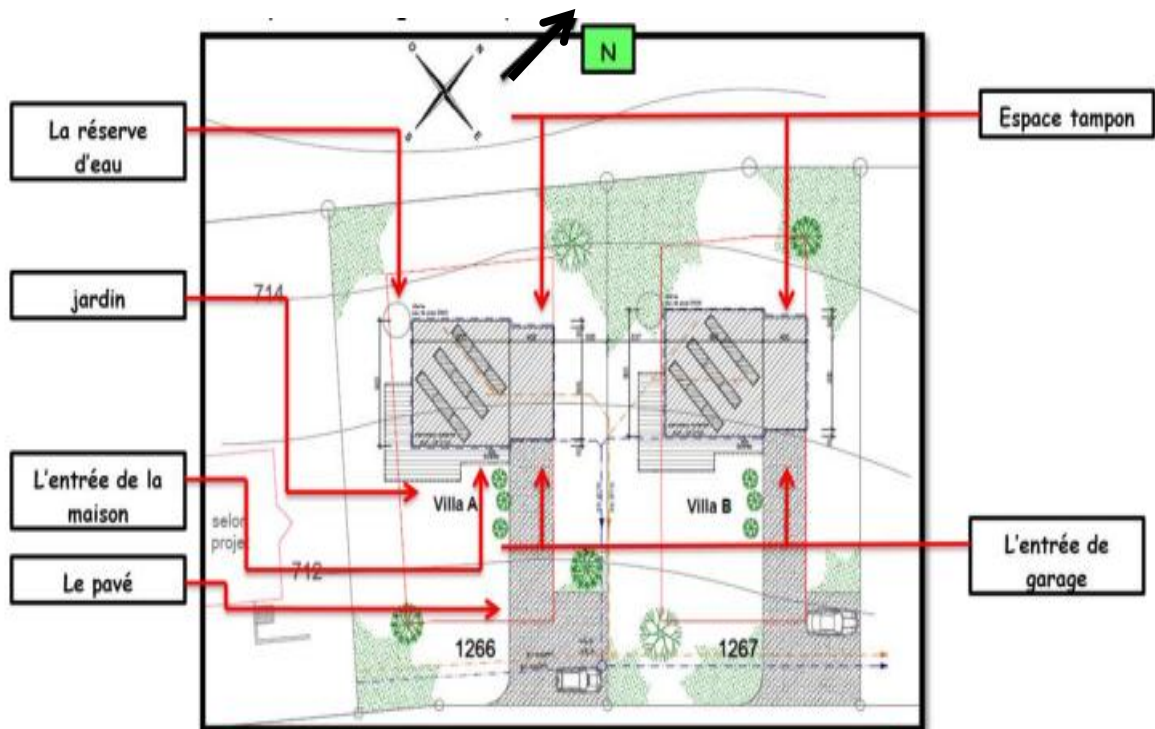 N
O
N
S
E
La réserve
d'eau
Espace tampon
jardin
714
L'entrée de la
maison
Villa A
Villa B
selon
proje
L'entrée de
garage
Le pavé
712
1266
1267